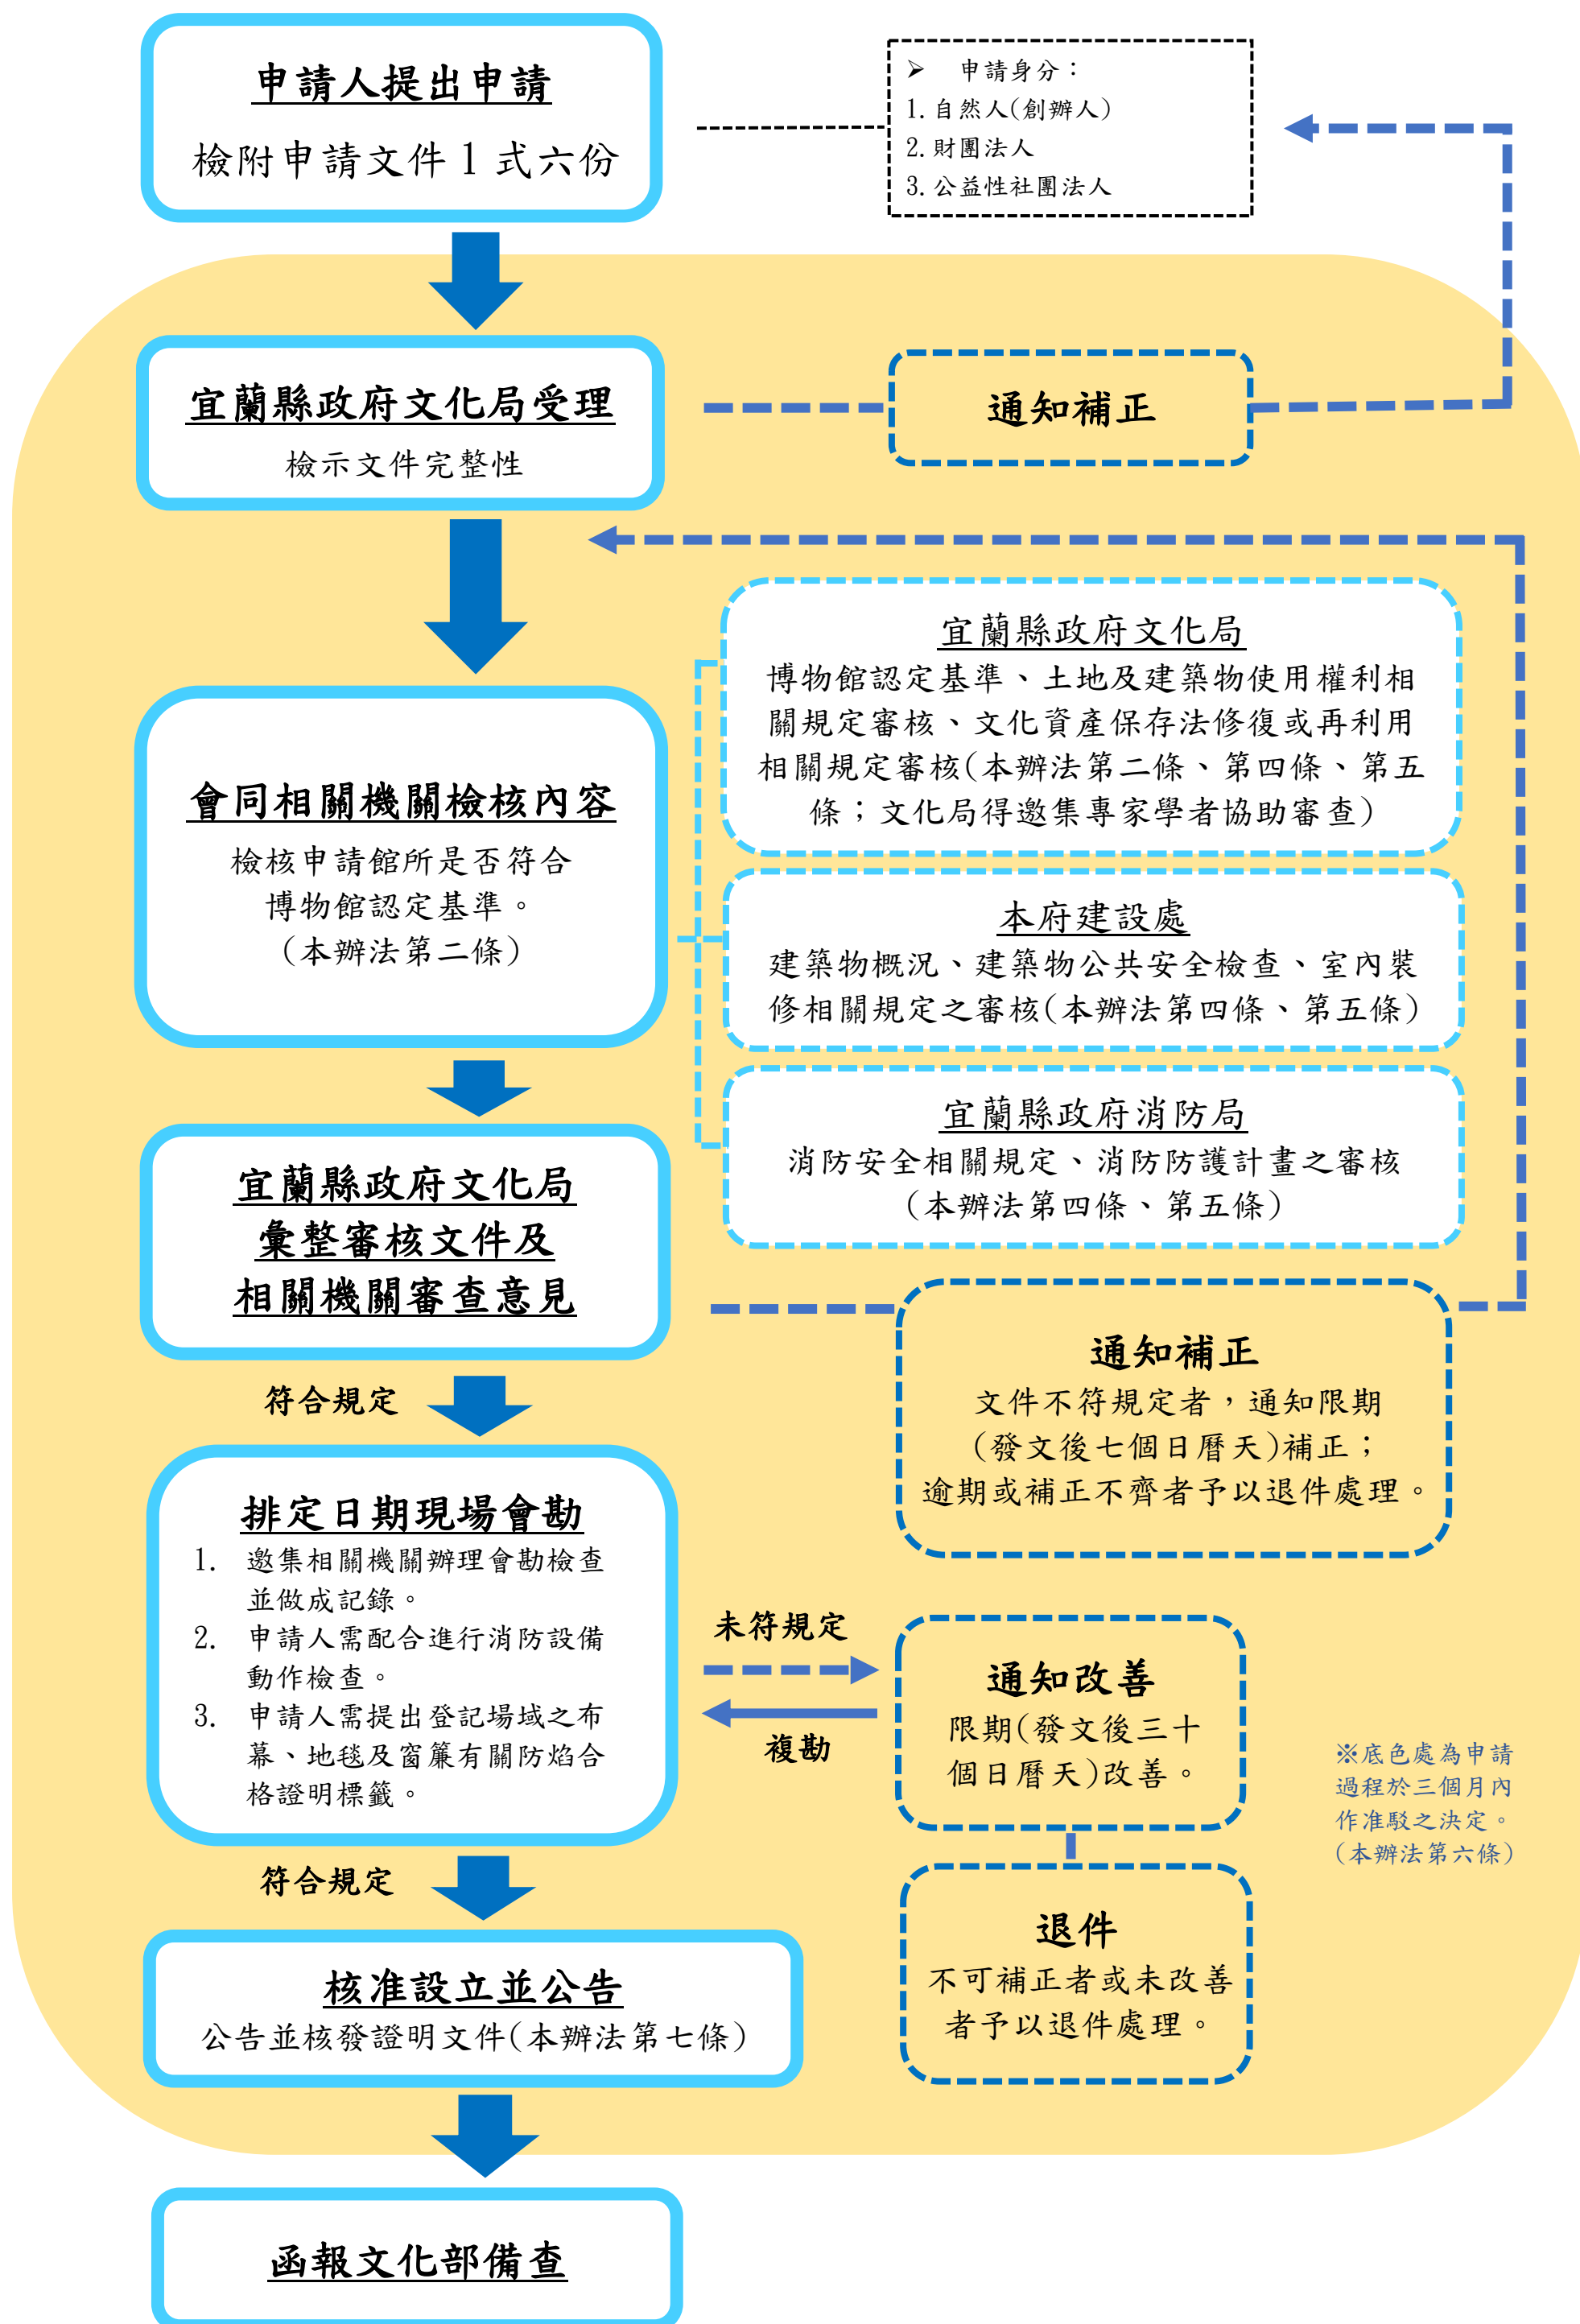 申請人提出申請
檢附申請文件 1 式六份
➢ 申請身分：
1. 自然人(創辦人)
2. 財團法人
3. 公益性社團法人
宜蘭縣政府文化局受理
檢示文件完整性
通知補正
會同相關機關檢核內容
檢核申請館所是否符合
博物館認定基準。
(本辦法第二條)
宜蘭縣政府文化局
博物館認定基準、土地及建築物使用權利相
關規定審核、文化資產保存法修復或再利用
相關規定審核(本辦法第二條、第四條、第五
條；文化局得邀集專家學者協助審查)
本府建設處
建築物概況、建築物公共安全檢查、室內裝
修相關規定之審核(本辦法第四條、第五條)
宜蘭縣政府消防局
消防安全相關規定、消防防護計畫之審核
(本辦法第四條、第五條)
宜蘭縣政府文化局
彙整審核文件及
相關機關審查意見
通知補正
文件不符規定者，通知限期
(發文後七個日曆天)補正；
逾期或補正不齊者予以退件處理。
符合規定
排定日期現場會勘
1. 邀集相關機關辦理會勘檢查
並做成記錄。
2. 申請人需配合進行消防設備
動作檢查。
3. 申請人需提出登記場域之布
幕、地毯及窗簾有關防焰合
格證明標籤。
未符規定
複勘
通知改善
限期(發文後三十
個日曆天)改善。
※底色處為申請
過程於三個月內
作准駁之決定。
(本辦法第六條)
退件
不可補正者或未改善
者予以退件處理。
符合規定
核准設立並公告
公告並核發證明文件(本辦法第七條)
函報文化部備查